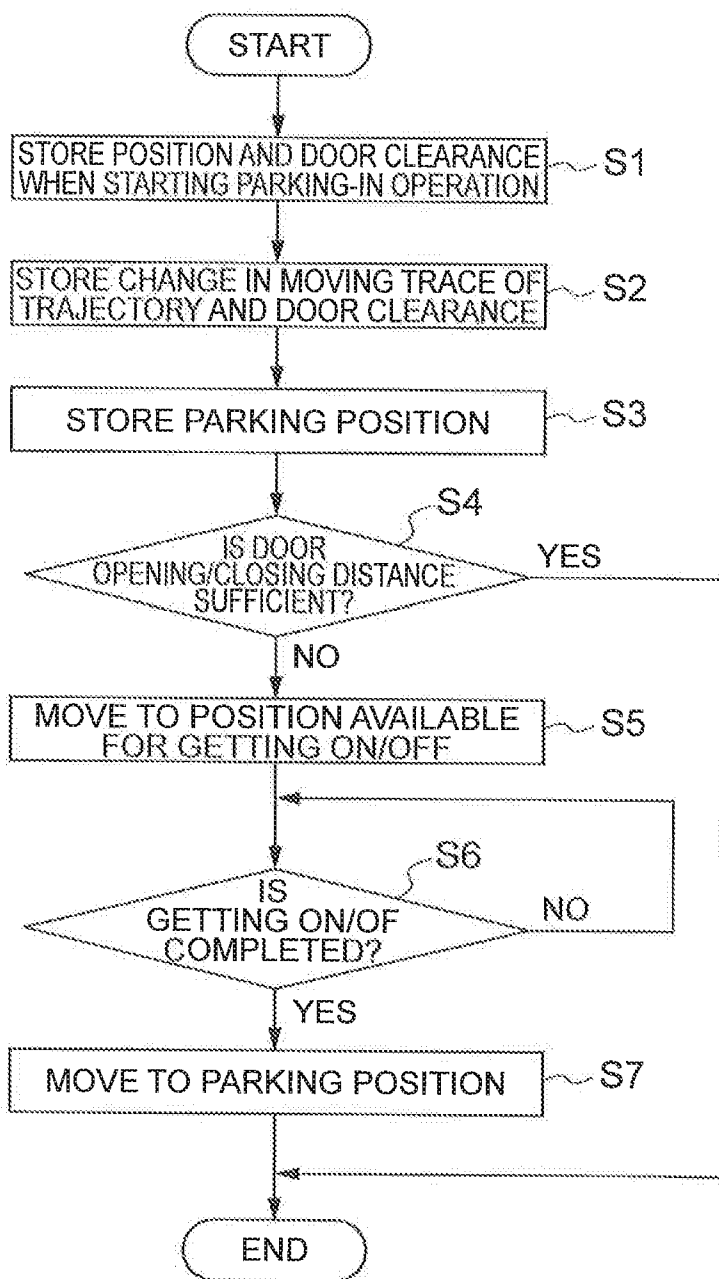 START
STORE POSITION AND DOOR CLEARANCE
WHEN STARTING PARKING-IN OPERATION
S1
STORE CHANGE IN MOVING TRACE OF
TRAJECTORY AND DOOR CLEARANCE
S2
STORE PARKING POSITION
S3
S4
IS DOOR
OPENING/CLOSING DISTANCE
SUFFICIENT?
YES
NO
MOVE TO POSITION AVAILABLE
FOR GETTING ON/OFF
S5
S6
IS
GETTING ON/OF
COMPLETED?
NO
YES
MOVE TO PARKING POSITION
S7
END